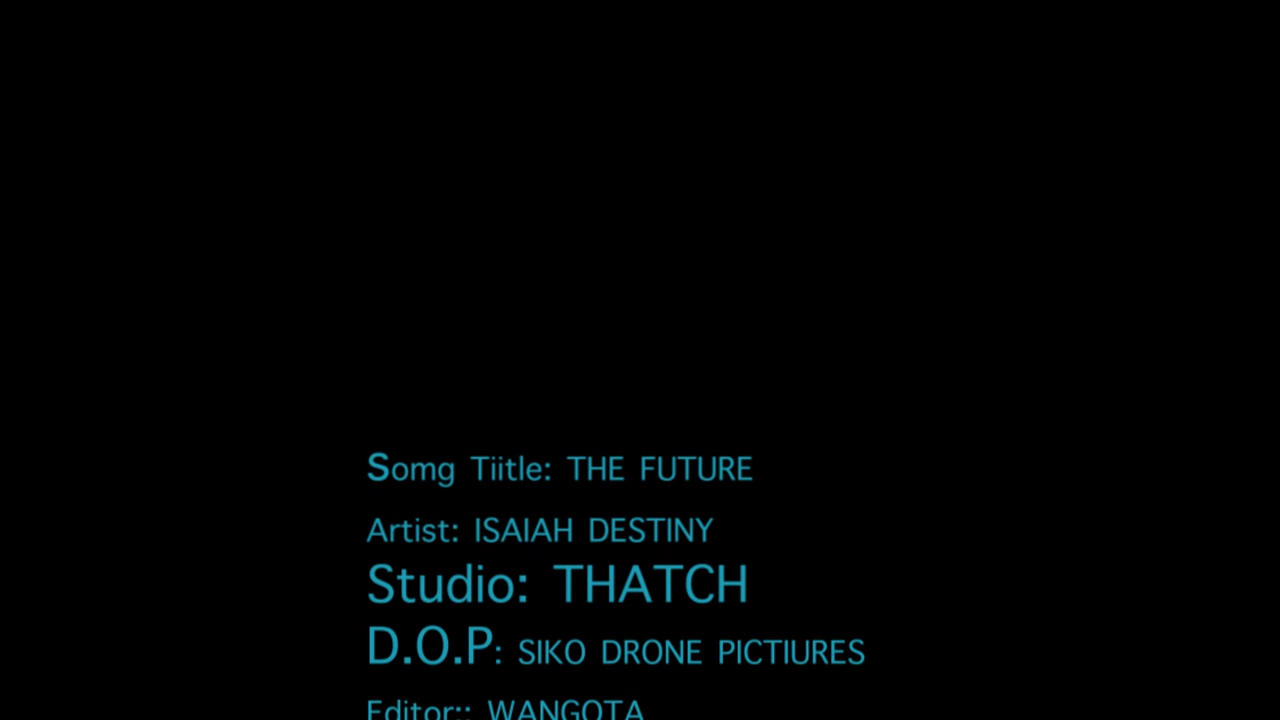 Somg Tiitle: THE FUTURE
Artist: ISAIAH DESTINY
Studio: THATCH
D.O.P: SIKO DRONE PICTIURES
Editor:: WANGOTA